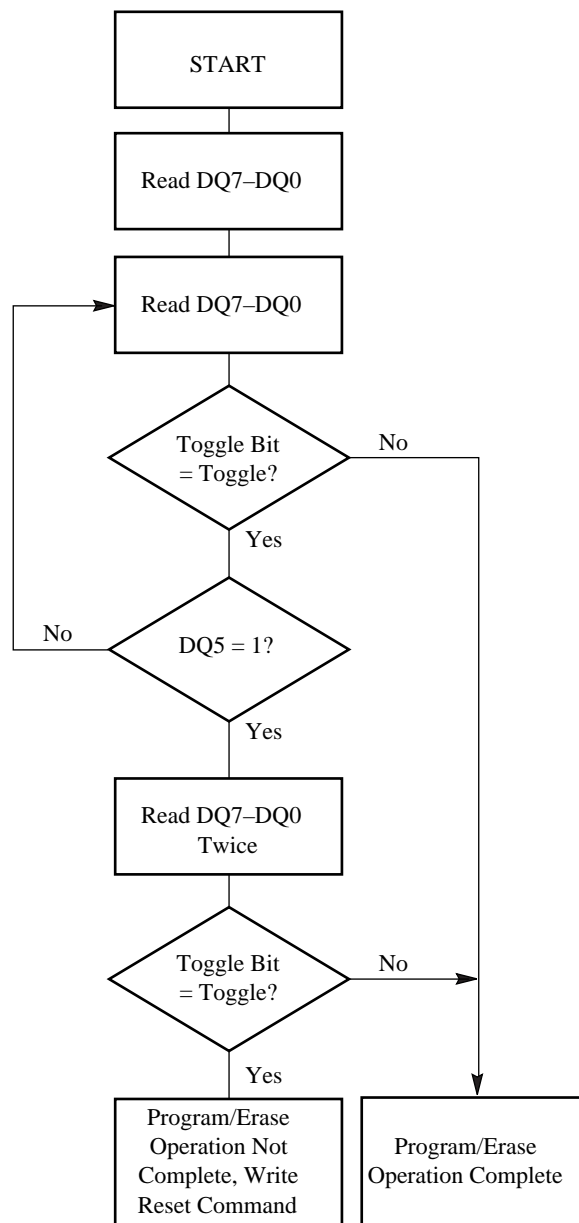 START
Read DQ7–DQ0
Read DQ7–DQ0
Toggle Bit
= Toggle?
No
Yes
DQ5 = 1?
No
Yes
Read DQ7–DQ0
Twice
Toggle Bit
= Toggle?
No
Yes
Program/Erase
Operation Not
Complete, Write
Reset Command
Program/Erase
Operation Complete